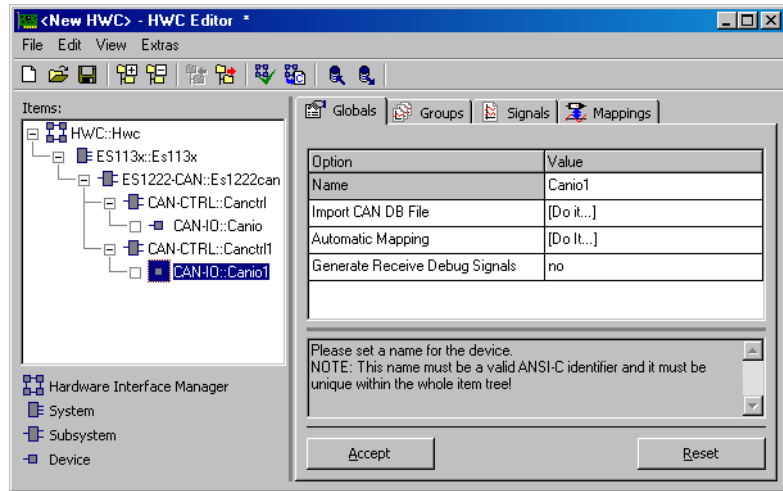 <New HWC> - HWC Editor *
File Edit View Extras
Items:
HWC::Hwc
ES113x::Es113x
ES1222-CAN::Es1222can
CAN-CTRL::Canctrl
CAN-IO::Canio
CAN-CTRL::Canctrl1
CAN-IO::Canio1
Hardware Interface Manager
System
Subsystem
Device
Globals Groups Signals Mappings
Option Value
Name Canio1
Import CAN DB File [Do it...]
Automatic Mapping [Do It...]
Generate Receive Debug Signals no
Please set a name for the device.
NOTE: This name must be a valid ANSI-C identifier and it must be
unique within the whole item tree!
Accept Reset